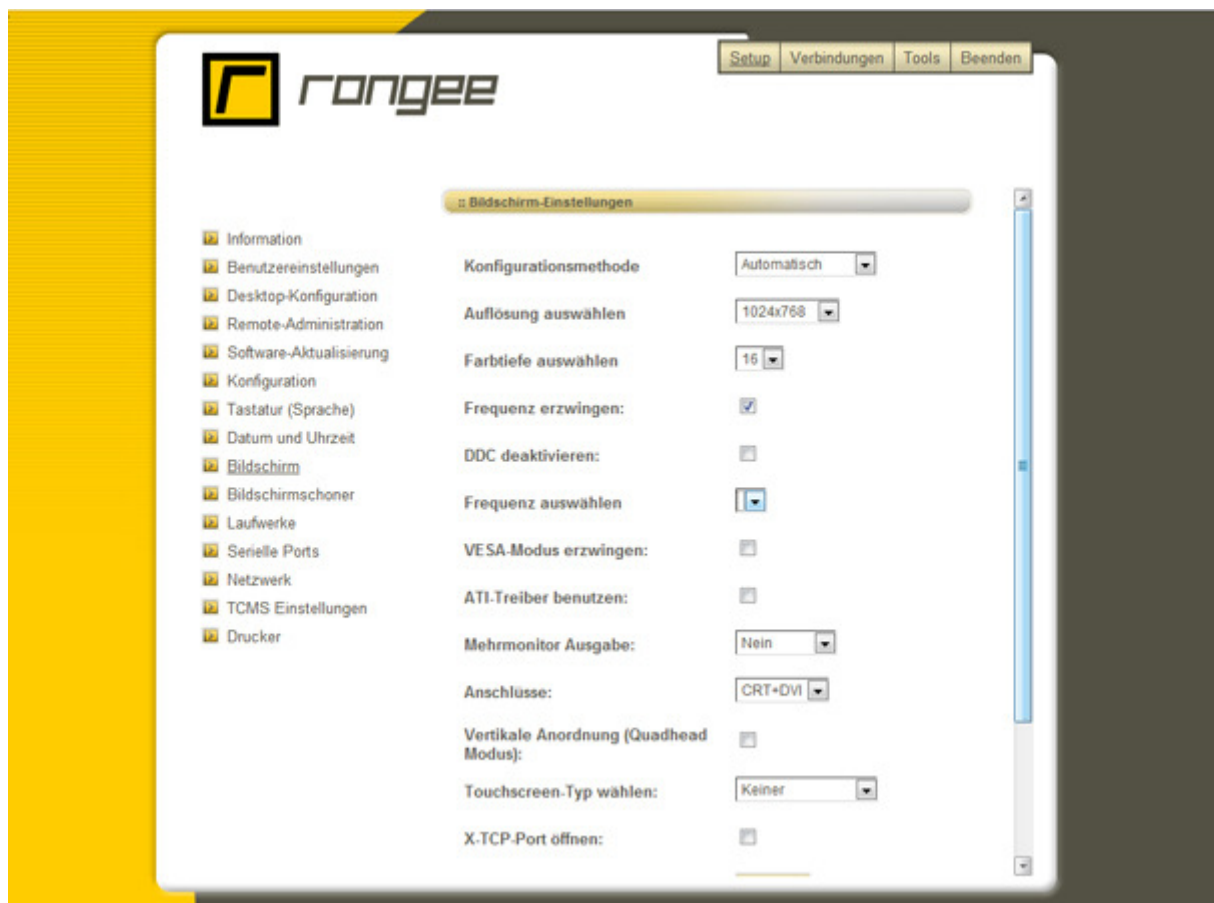 Setup Verbindungen Tools Beenden
r rangee
:: Bildschirm-Einstellungen
Information
Benutzereinstellungen
Desktop-Konfiguration
Remote-Administration
Software-Aktualisierung
Konfiguration
Tastatur (Sprache)
Datum und Uhrzeit
Bildschirm
Bildschirmschoner
Laufwerke
Serielle Ports
Netzwerk
TCMS Einstellungen
Drucker
Konfigurationsmethode Automatisch
Auflösung auswählen 1024x768
Farbtiefe auswählen 16
Frequenz erzwingen:
DDC deaktivieren:
Frequenz auswählen
VESA-Modus erzwingen:
ATI-Treiber benutzen:
Mehrmonitor Ausgabe: Nein
Anschlüsse: CRT+DVI
Vertikale Anordnung (Quadhead
Modus):
Touchscreen-Typ wählen: Keiner
X-TCP-Port öffnen: